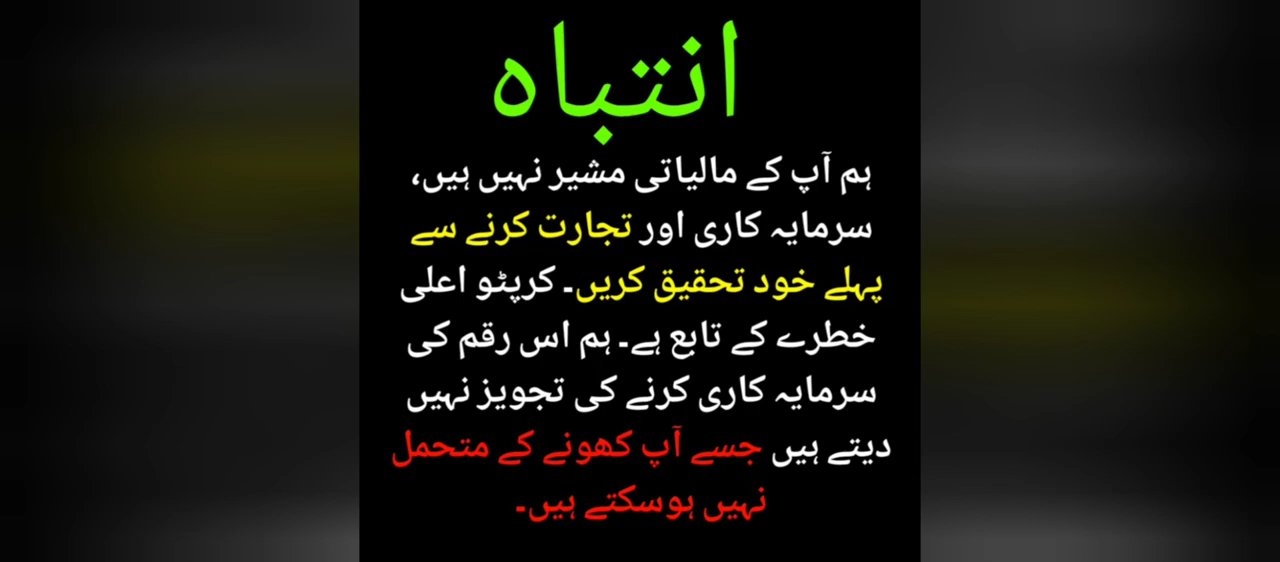 انتباہ
ہم آپ کے مالیاتی مشیر نہیں ہیں،
سرمایہ کاری اور تجارت کرنے سے
پہلے خود تحقیق کریں۔ کرپٹو اعلی
خطرے کے تابع ہے۔ ہم اس رقم کی
سرمایہ کاری کرنے کی تجویز نہیں
دیتے ہیں جسے آپ کھونے کے متحمل
نہیں ہوسکتے ہیں۔